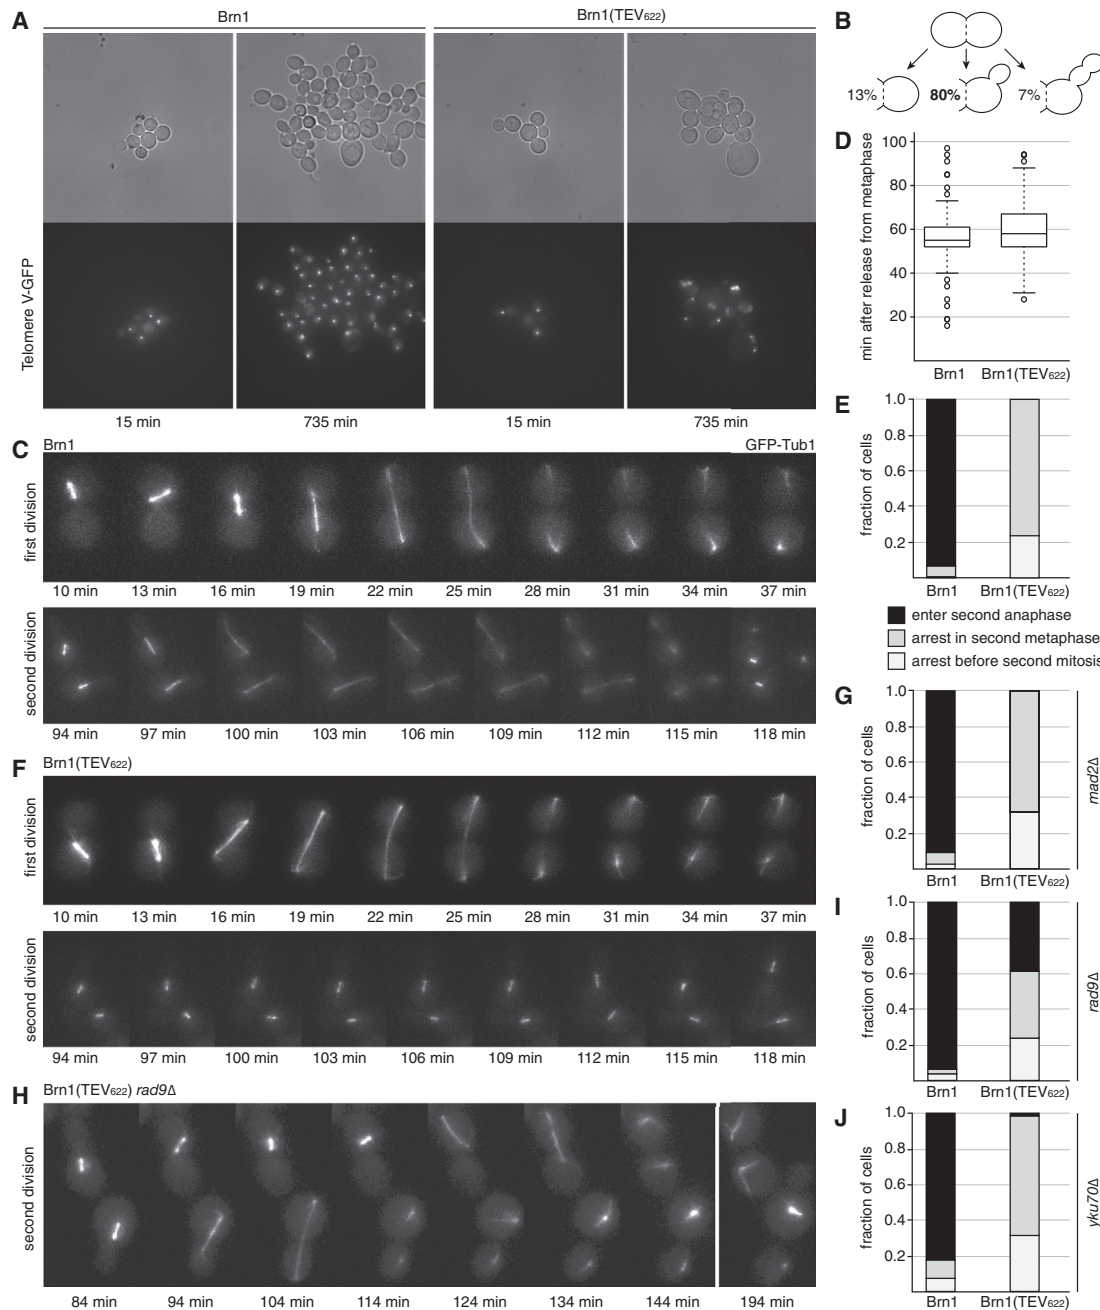 A
Brn1
Brn1(TEV622)
Telomere V-GFP
15 min
735 min
15 min
735 min
B
13%
80%
7%
C
Brn1
GFP-Tub1
first division
10 min 13 min 16 min 19 min 22 min 25 min 28 min 31 min 34 min 37 min
second division
94 min 97 min 100 min 103 min 106 min 109 min 112 min 115 min 118 min
D
min after release from metaphase
100
80
60
40
20
Brn1 Brn1(TEV622)
E
fraction of cells
1.0
0.8
0.6
0.4
0.2
Brn1 Brn1(TEV622)
enter second anaphase
arrest in second metaphase
arrest before second mitosis
F
Brn1(TEV622)
first division
10 min 13 min 16 min 19 min 22 min 25 min 28 min 31 min 34 min 37 min
second division
94 min 97 min 100 min 103 min 106 min 109 min 112 min 115 min 118 min
G
fraction of cells
1.0
0.8
0.6
0.4
0.2
Brn1 Brn1(TEV622)
mad2Δ
H
Brn1(TEV622) rad9Δ
second division
84 min 94 min 104 min 114 min 124 min 134 min 144 min 194 min
I
fraction of cells
1.0
0.8
0.6
0.4
0.2
Brn1 Brn1(TEV622)
rad9Δ
J
fraction of cells
1.0
0.8
0.6
0.4
0.2
Brn1 Brn1(TEV622)
yku70Δ